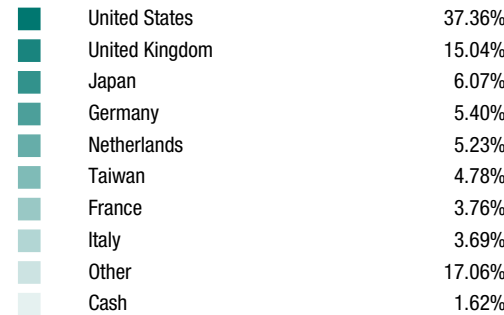 United States 37.36%
United Kingdom 15.04%
Japan 6.07%
Germany 5.40%
Netherlands 5.23%
Taiwan 4.78%
France 3.76%
Italy 3.69%
Other 17.06%
Cash 1.62%